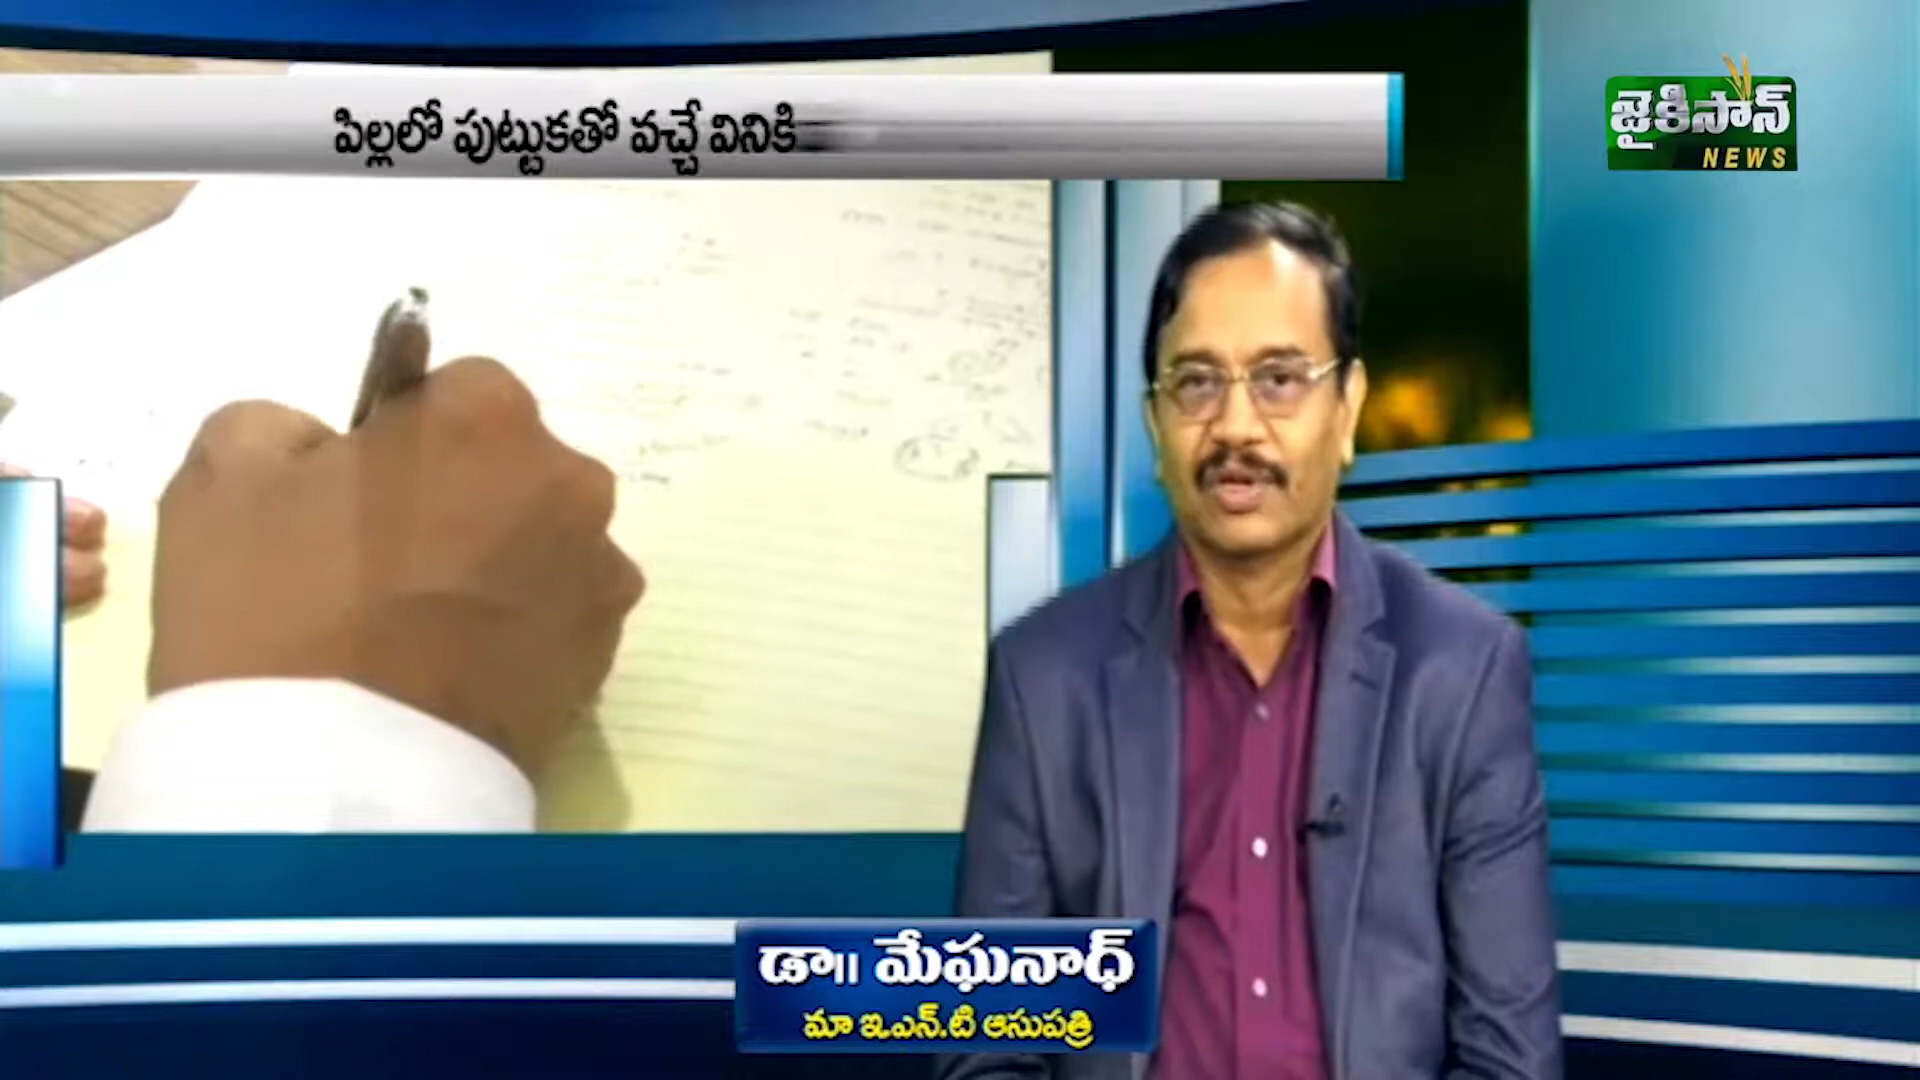 పిల్లలో పుట్టుకతో వచ్చే వినికి
జైకిసాన్
NEWS
డా॥ మేఘనాధ్
మా ఇ.ఎన్.టి ఆసుపత్రి